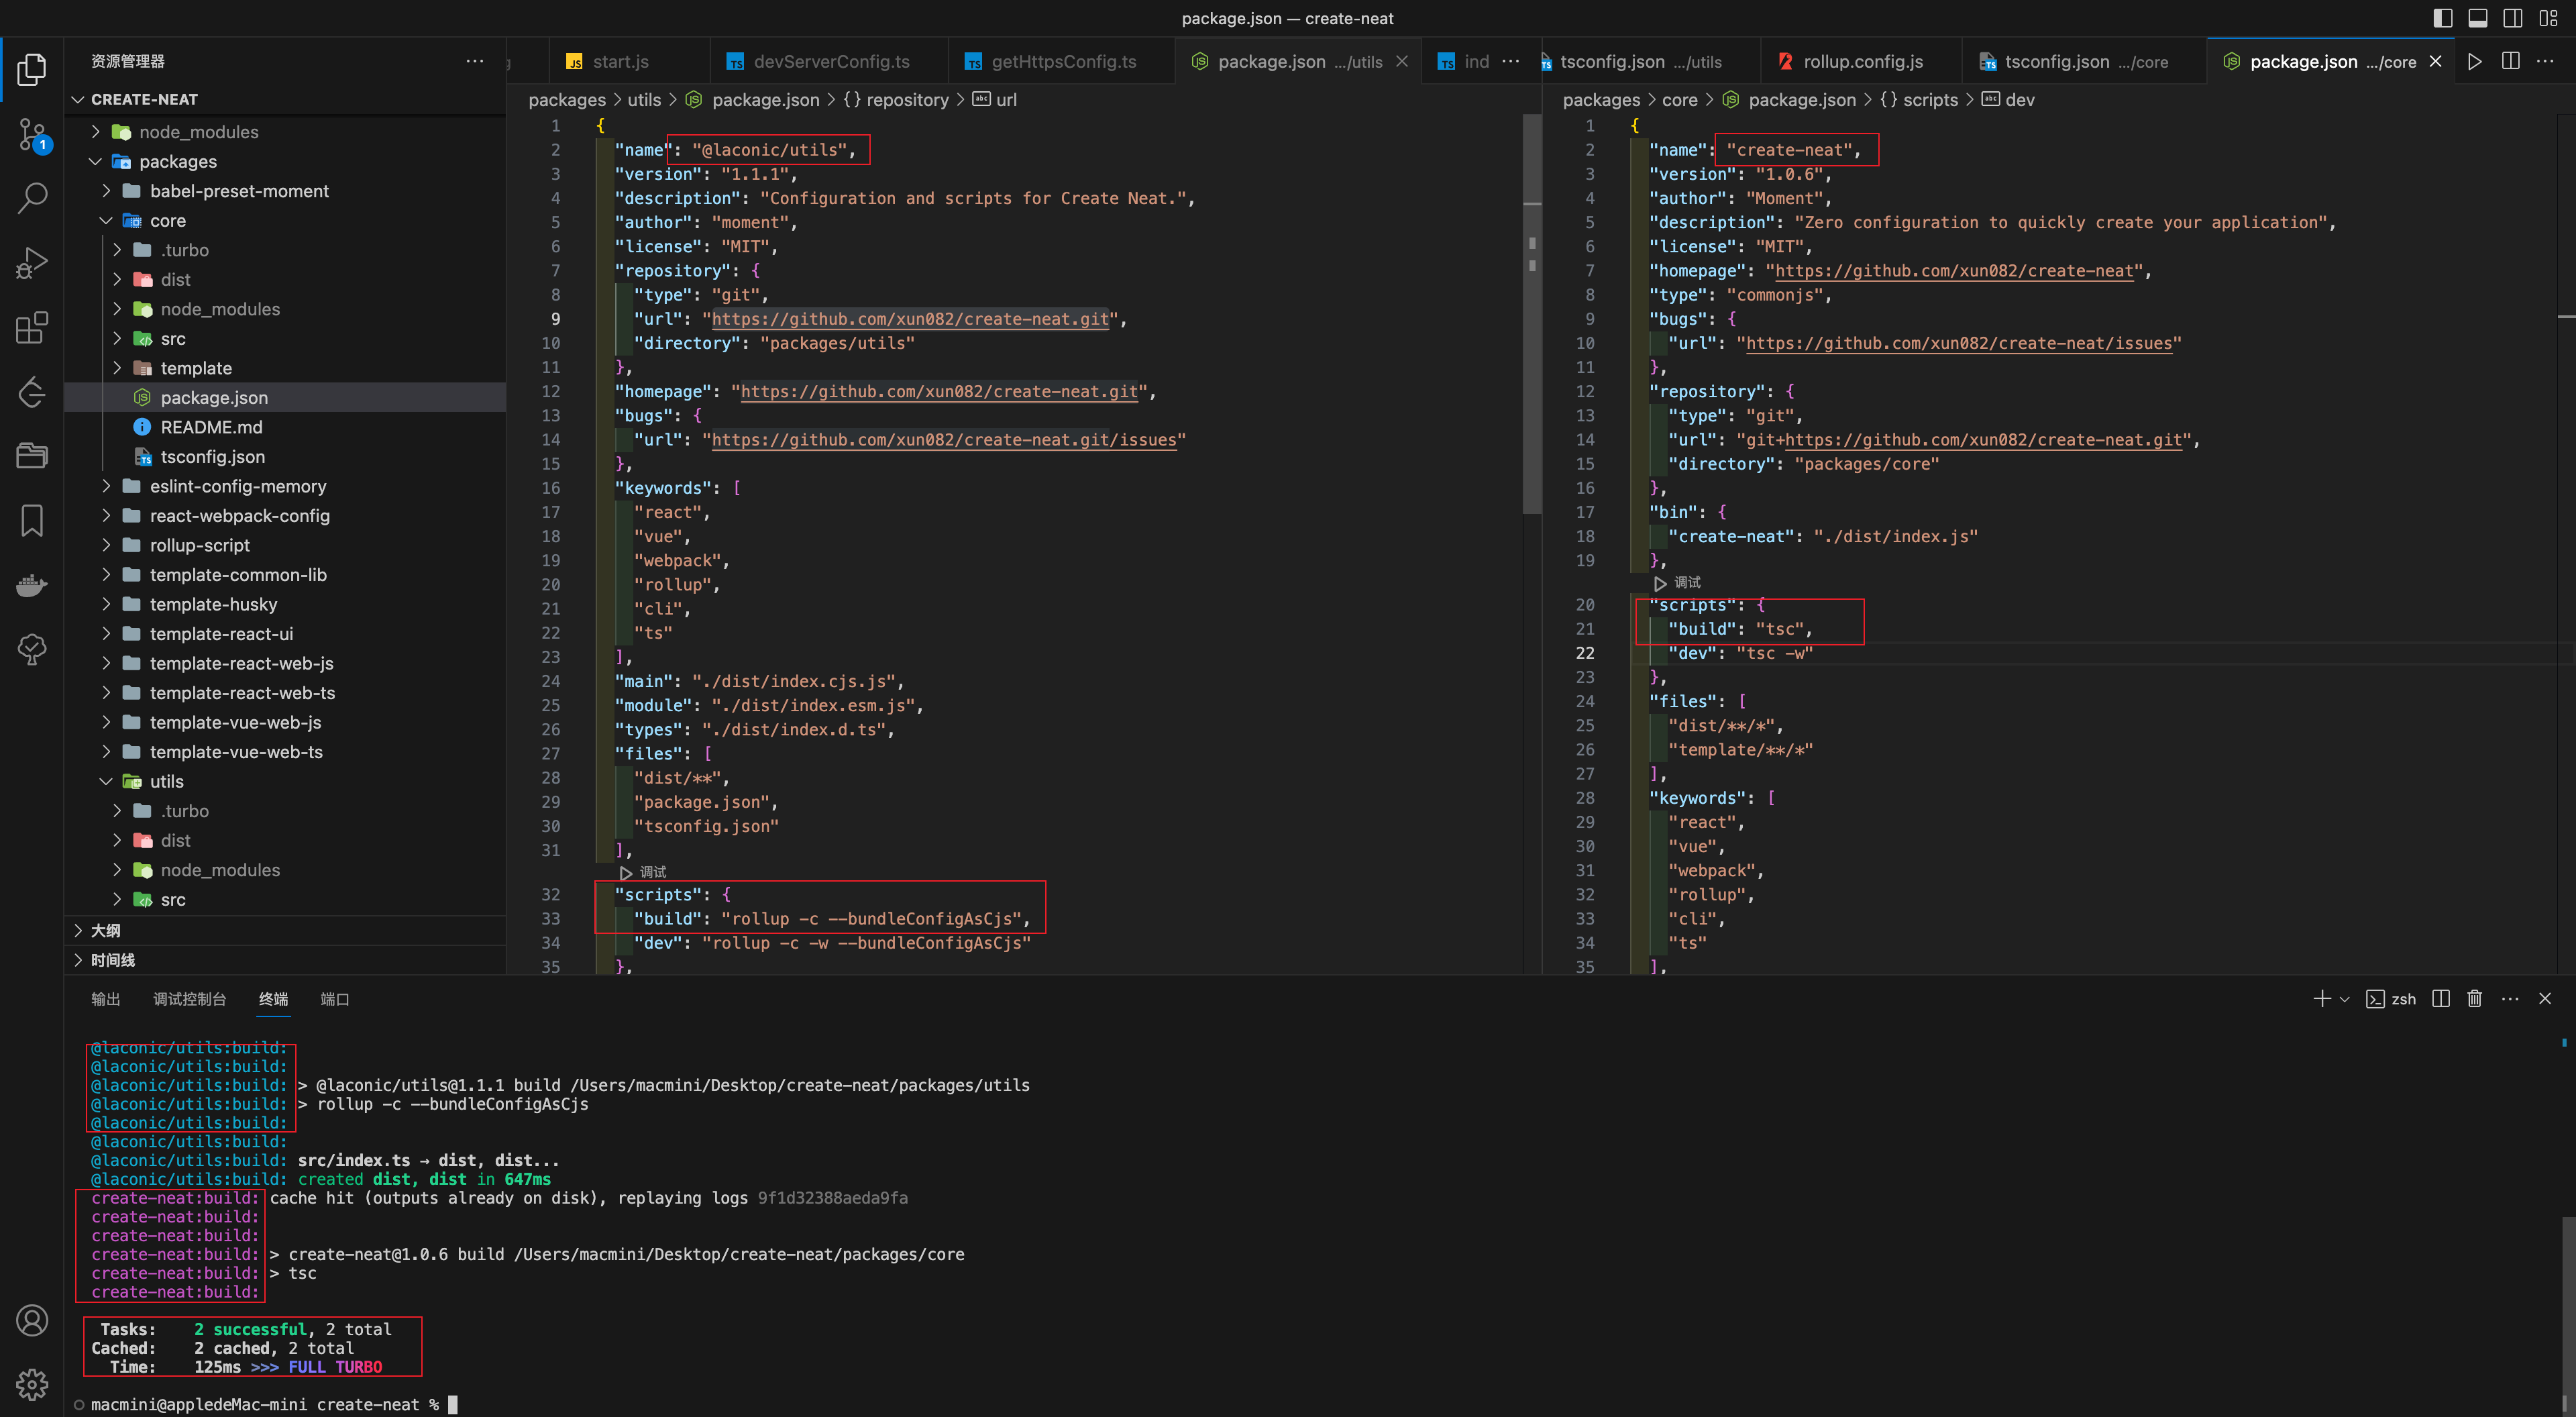 package.json — create-neat
资源管理器
CREATE-NEAT
node_modules
packages
babel-preset-moment
core
.turbo
dist
node_modules
src
template
package.json
README.md
tsconfig.json
eslint-config-memory
react-webpack-config
rollup-script
template-common-lib
template-husky
template-react-ui
template-react-web-js
template-react-web-ts
template-vue-web-js
template-vue-web-ts
utils
.turbo
dist
node_modules
src
大纲
时间线
1
start.js
devServerConfig.ts
getHttpsConfig.ts
package.json .../utils
ind
packages > utils > package.json > {} repository > url
1 {
2 "name": "@laconic/utils",
3 "version": "1.1.1",
4 "description": "Configuration and scripts for Create Neat.",
5 "author": "moment",
6 "license": "MIT",
7 "repository": {
8 "type": "git",
9 "url": "https://github.com/xun082/create-neat.git",
10 "directory": "packages/utils"
11 },
12 "homepage": "https://github.com/xun082/create-neat.git",
13 "bugs": {
14 "url": "https://github.com/xun082/create-neat.git/issues"
15 },
16 "keywords": [
17 "react",
18 "vue",
19 "webpack",
20 "rollup",
21 "cli",
22 "ts"
23 ],
24 "main": "./dist/index.cjs.js",
25 "module": "./dist/index.esm.js",
26 "types": "./dist/index.d.ts",
27 "files": [
28 "dist/**",
29 "package.json",
30 "tsconfig.json"
31 ],
调试
32 "scripts": {
33 "build": "rollup -c --bundleConfigAsCjs",
34 "dev": "rollup -c -w --bundleConfigAsCjs"
35 },
tsconfig.json .../utils
rollup.config.js
tsconfig.json .../core
package.json .../core
packages > core > package.json > {} scripts > dev
1 {
2 "name": "create-neat",
3 "version": "1.0.6",
4 "author": "Moment",
5 "description": "Zero configuration to quickly create your application",
6 "license": "MIT",
7 "homepage": "https://github.com/xun082/create-neat",
8 "type": "commonjs",
9 "bugs": {
10 "url": "https://github.com/xun082/create-neat/issues"
11 },
12 "repository": {
13 "type": "git",
14 "url": "git+https://github.com/xun082/create-neat.git",
15 "directory": "packages/core"
16 },
17 "bin": {
18 "create-neat": "./dist/index.js"
19 },
调试
20 "scripts": {
21 "build": "tsc",
22 "dev": "tsc -w"
23 },
24 "files": [
25 "dist/**/*",
26 "template/**/*"
27 ],
28 "keywords": [
29 "react",
30 "vue",
31 "webpack",
32 "rollup",
33 "cli",
34 "ts"
35 ],
输出 调试控制台 终端 端口
zsh
@laconic/utils:build:
@laconic/utils:build:
@laconic/utils:build: > @laconic/utils@1.1.1 build /Users/macmini/Desktop/create-neat/packages/utils
@laconic/utils:build: > rollup -c --bundleConfigAsCjs
@laconic/utils:build:
@laconic/utils:build:
@laconic/utils:build: src/index.ts → dist, dist...
@laconic/utils:build: created dist, dist in 647ms
create-neat:build: cache hit (outputs already on disk), replaying logs 9f1d32388aeda9fa
create-neat:build:
create-neat:build:
create-neat:build: > create-neat@1.0.6 build /Users/macmini/Desktop/create-neat/packages/core
create-neat:build: > tsc
create-neat:build:
Tasks: 2 successful, 2 total
Cached: 2 cached, 2 total
Time: 125ms >>> FULL TURBO
macmini@appledeMac-mini create-neat %